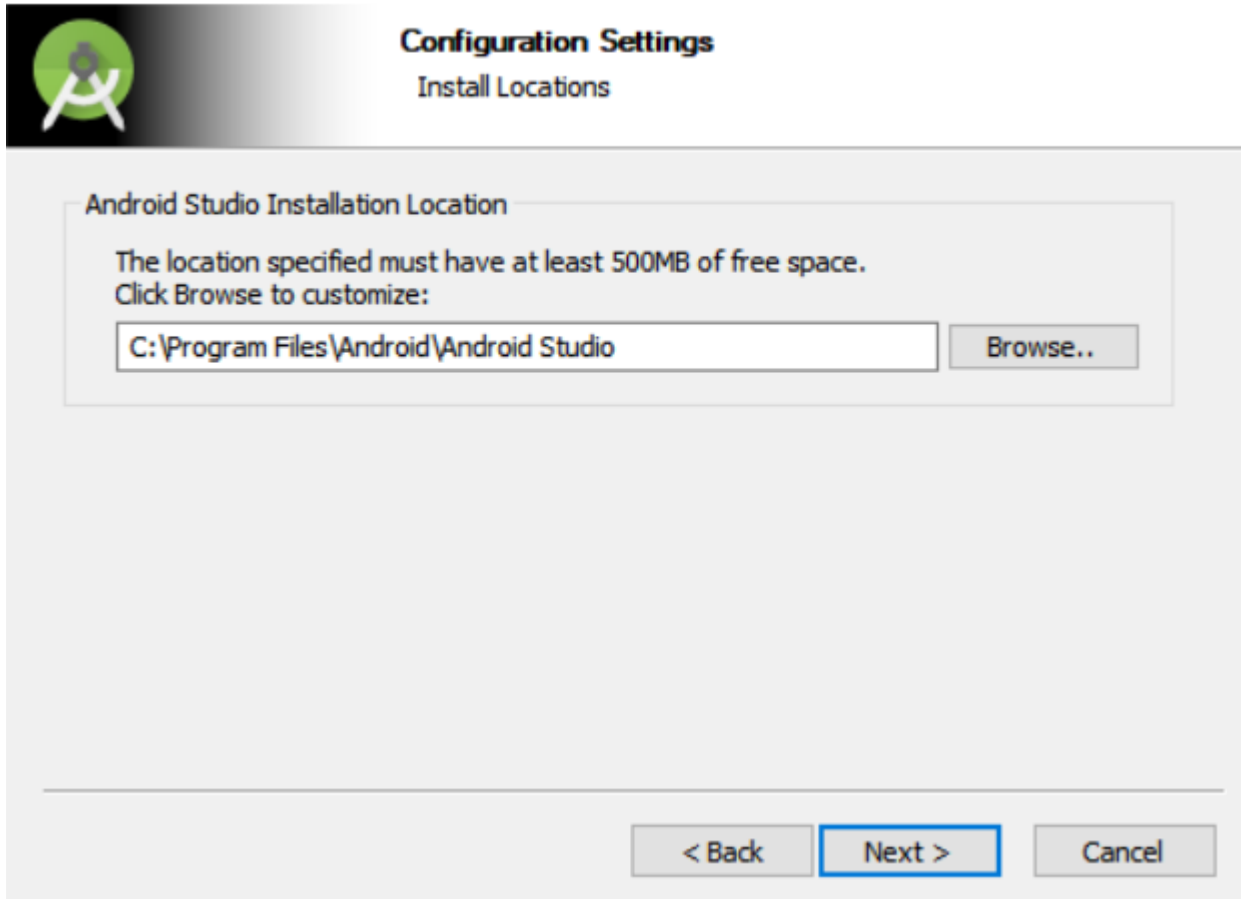 Configuration Settings
Install Locations
Android Studio Installation Location
The location specified must have at least 500MB of free space.
Click Browse to customize:
C:\Program Files\Android\Android Studio
Browse..
< Back
Next >
Cancel